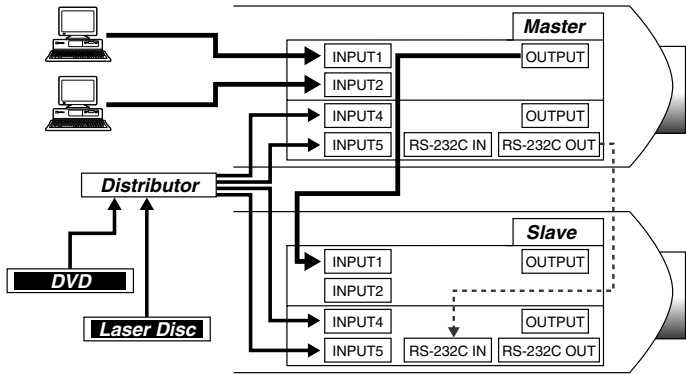 Master
INPUT1 OUTPUT
INPUT2
INPUT4 OUTPUT
INPUT5 RS-232C IN RS-232C OUT
Distributor
Slave
INPUT1 OUTPUT
DVD
INPUT2
Laser Disc
INPUT4 OUTPUT
INPUT5 RS-232C IN RS-232C OUT